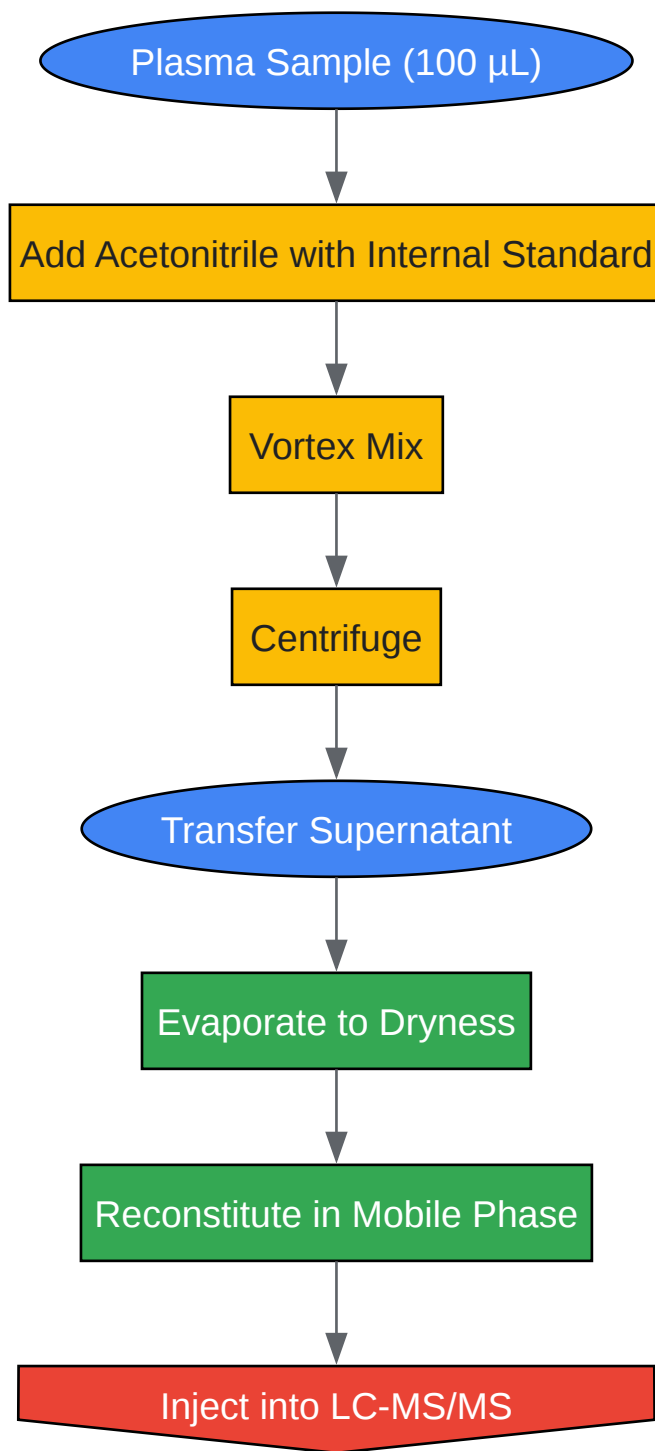 Plasma Sample (100 µL)
Add Acetonitrile with Internal Standard
Vortex Mix
Centrifuge
Transfer Supernatant
Evaporate to Dryness
Reconstitute in Mobile Phase
Inject into LC-MS/MS